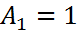 A₁ = 1